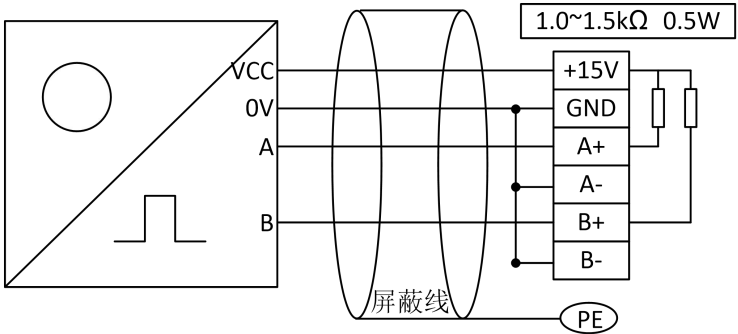 1.0~1.5kΩ 0.5W
VCC
+15V
0V
GND
A
A+
A-
B
B+
B-
屏蔽线
PE